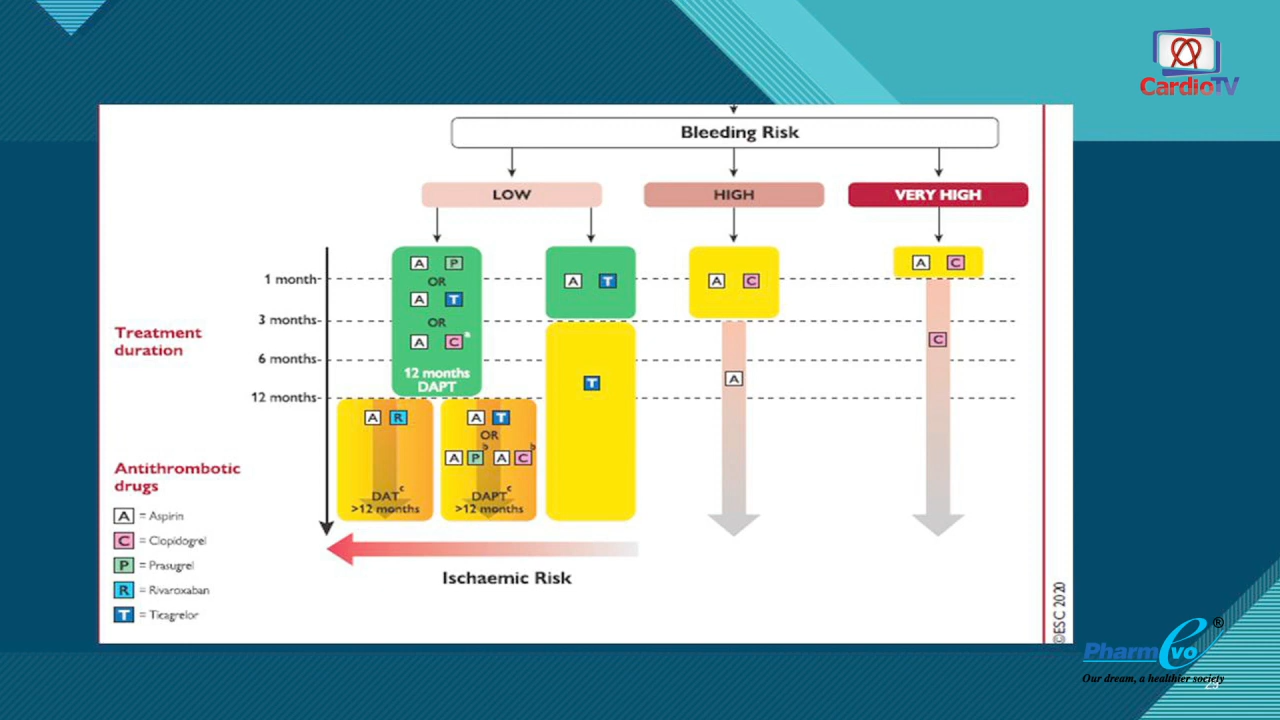 CardioTV
Bleeding Risk
LOW
HIGH
VERY HIGH
A P
OR
A T
OR
A C a
12 months
DAPT
A T
A C
A C
1 month
3 months
6 months
12 months
Treatment
duration
T
A
C
A R
DAT c
>12 months
A T
OR
A P b A C b
DAPT c
>12 months
Antithrombotic
drugs
A = Aspirin
C = Clopidogrel
P = Prasugrel
R = Rivaroxaban
T = Ticagrelor
Ischaemic Risk
©ESC 2020
PharmEvo ®
Our dream, a healthier society